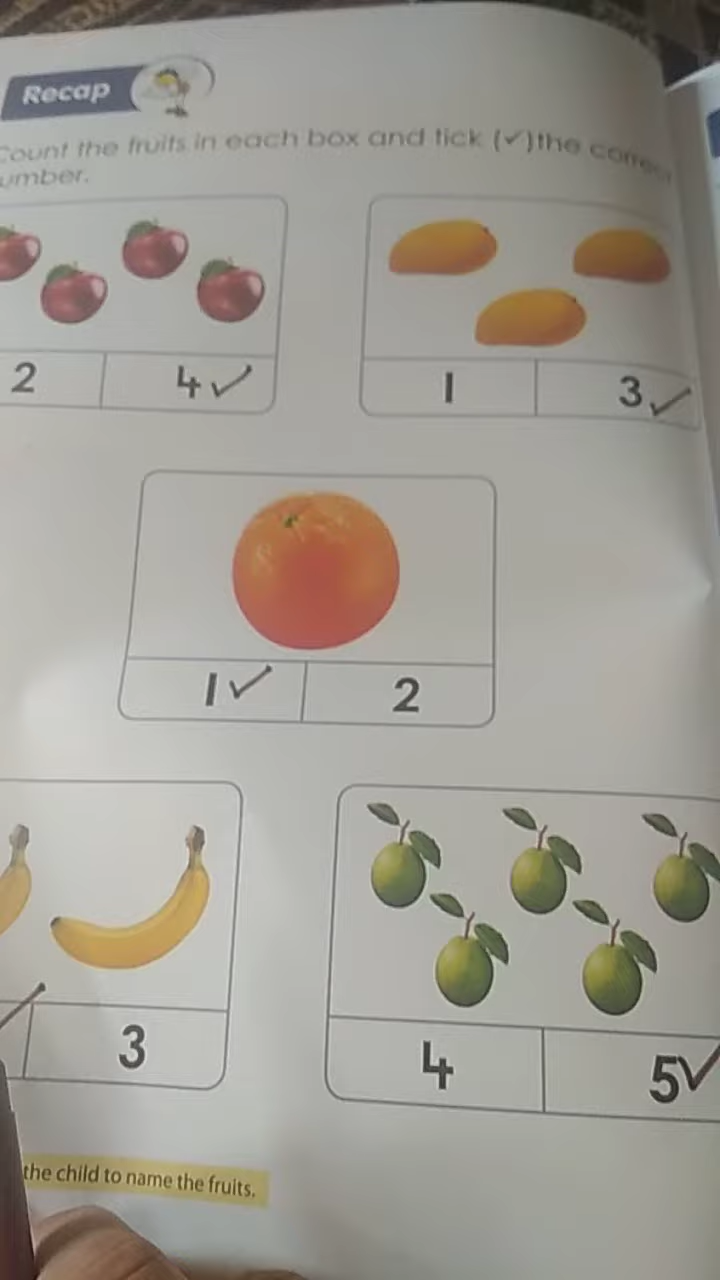 Recap
Count the fruits in each box and tick (✓) the correct
umber.
2 4✓ 1 3✓
1✓ 2
3 4 5✓
the child to name the fruits.